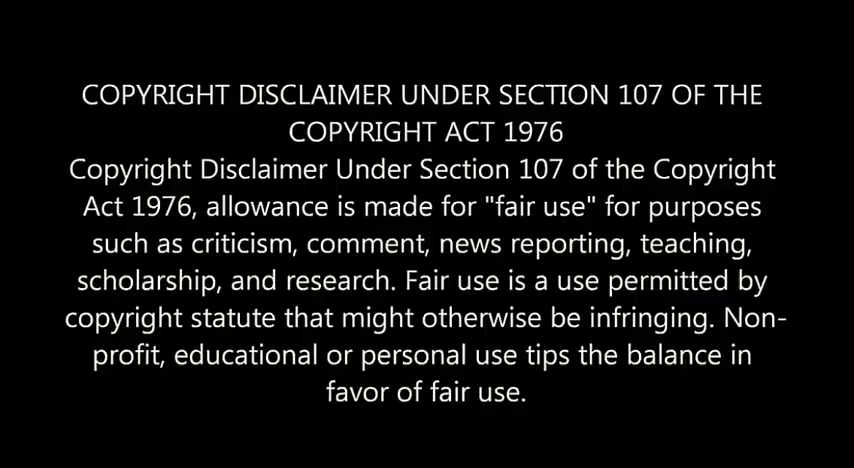 COPYRIGHT DISCLAIMER UNDER SECTION 107 OF THE
COPYRIGHT ACT 1976
Copyright Disclaimer Under Section 107 of the Copyright
Act 1976, allowance is made for "fair use" for purposes
such as criticism, comment, news reporting, teaching,
scholarship, and research. Fair use is a use permitted by
copyright statute that might otherwise be infringing. Non-
profit, educational or personal use tips the balance in
favor of fair use.